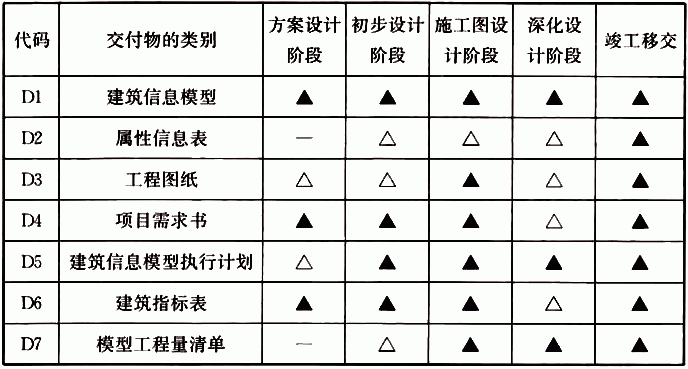 代码 交付物的类别 方案设计阶段 初步设计阶段 施工图设计阶段 深化设计阶段 竣工移交
D1 建筑信息模型 ▲ ▲ ▲ ▲ ▲
D2 属性信息表 — △ △ △ ▲
D3 工程图纸 △ △ ▲ △ ▲
D4 项目需求书 ▲ ▲ ▲ △ ▲
D5 建筑信息模型执行计划 △ ▲ ▲ ▲ ▲
D6 建筑指标表 ▲ ▲ ▲ △ ▲
D7 模型工程量清单 — △ ▲ ▲ ▲